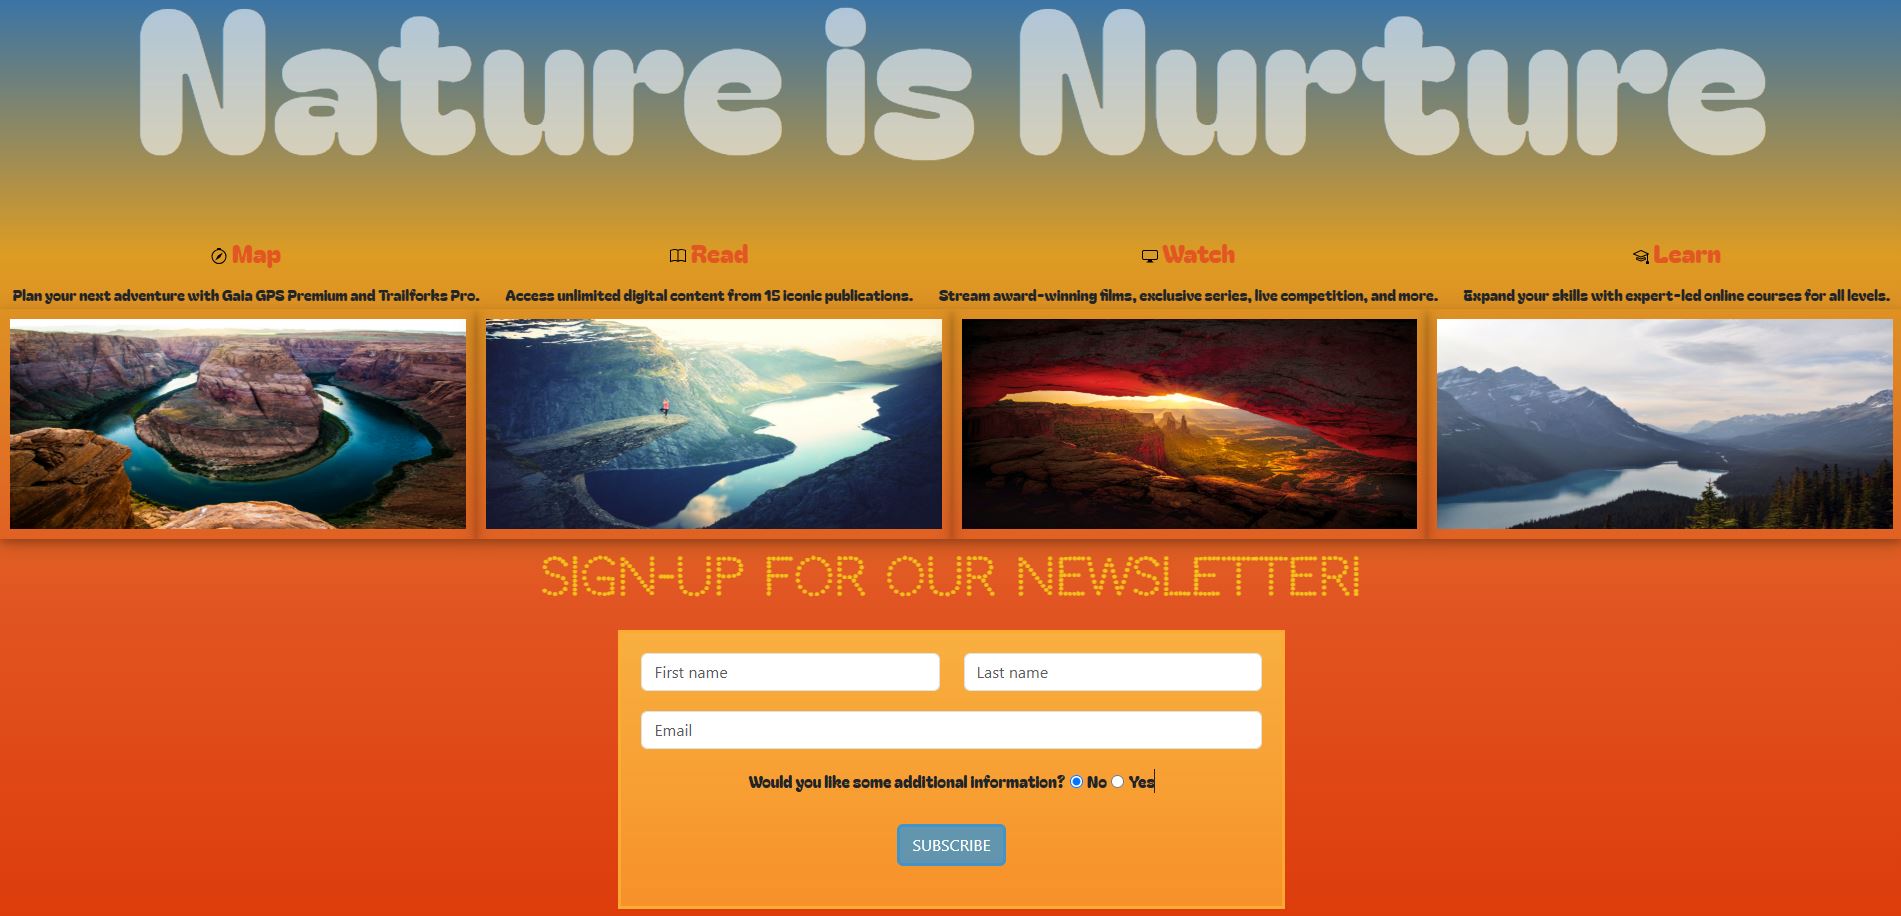 Nature is Nurture
Map
Read
Watch
Learn
Plan your next adventure with Gaia GPS Premium and Trailforks Pro.
Access unlimited digital content from 15 iconic publications.
Stream award-winning films, exclusive series, live competition, and more.
Expand your skills with expert-led online courses for all levels.
SIGN-UP FOR OUR NEWSLETTER!
First name
Last name
Email
Would you like some additional information? No Yes
SUBSCRIBE